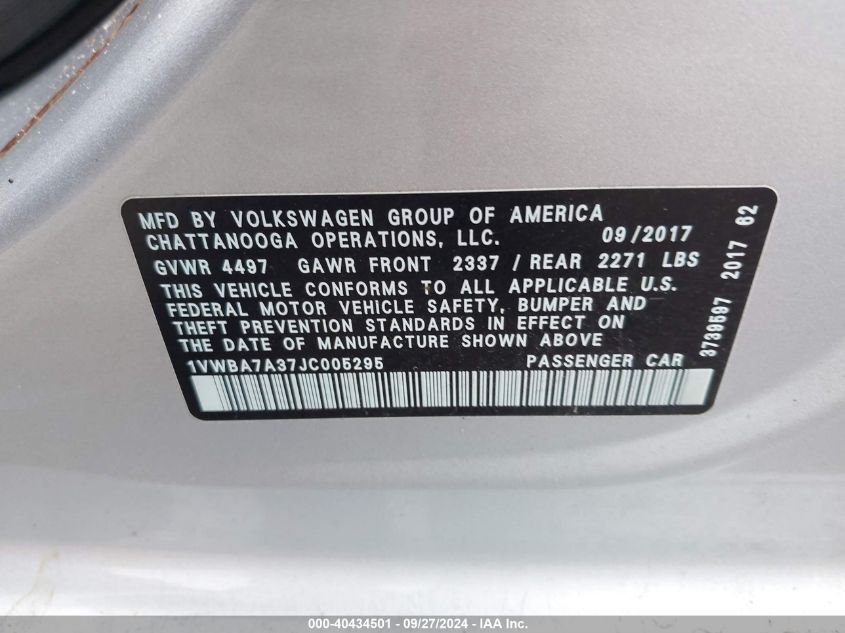 MFD BY VOLKSWAGEN GROUP OF AMERICA
CHATTANOOGA OPERATIONS, LLC. 09/2017
GVWR 4497 GAWR FRONT 2337 / REAR 2271 LBS
THIS VEHICLE CONFORMS TO ALL APPLICABLE U.S.
FEDERAL MOTOR VEHICLE SAFETY, BUMPER AND
THEFT PREVENTION STANDARDS IN EFFECT ON
THE DATE OF MANUFACTURE SHOWN ABOVE
1VWBA7A37JC005295 PASSENGER CAR
3739597 2017 62
000-40434501 - 09/27/2024 - IAA Inc.